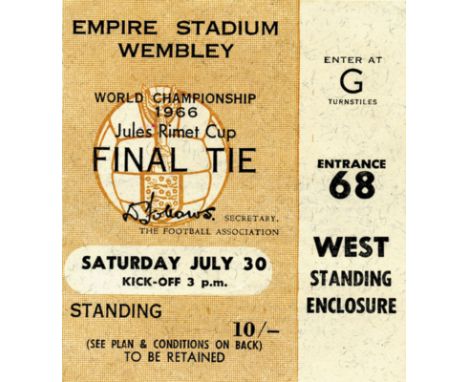 EMPIRE STADIUM
WEMBLEY
WORLD CHAMPIONSHIP
1966
Jules Rimet Cup
FINAL TIE
D Follows.
SECRETARY,
THE FOOTBALL ASSOCIATION
SATURDAY JULY 30
KICK-OFF 3 p.m.
STANDING
10/–
(SEE PLAN & CONDITIONS ON BACK)
TO BE RETAINED
ENTER AT
G
TURNSTILES
ENTRANCE
68
WEST
STANDING
ENCLOSURE